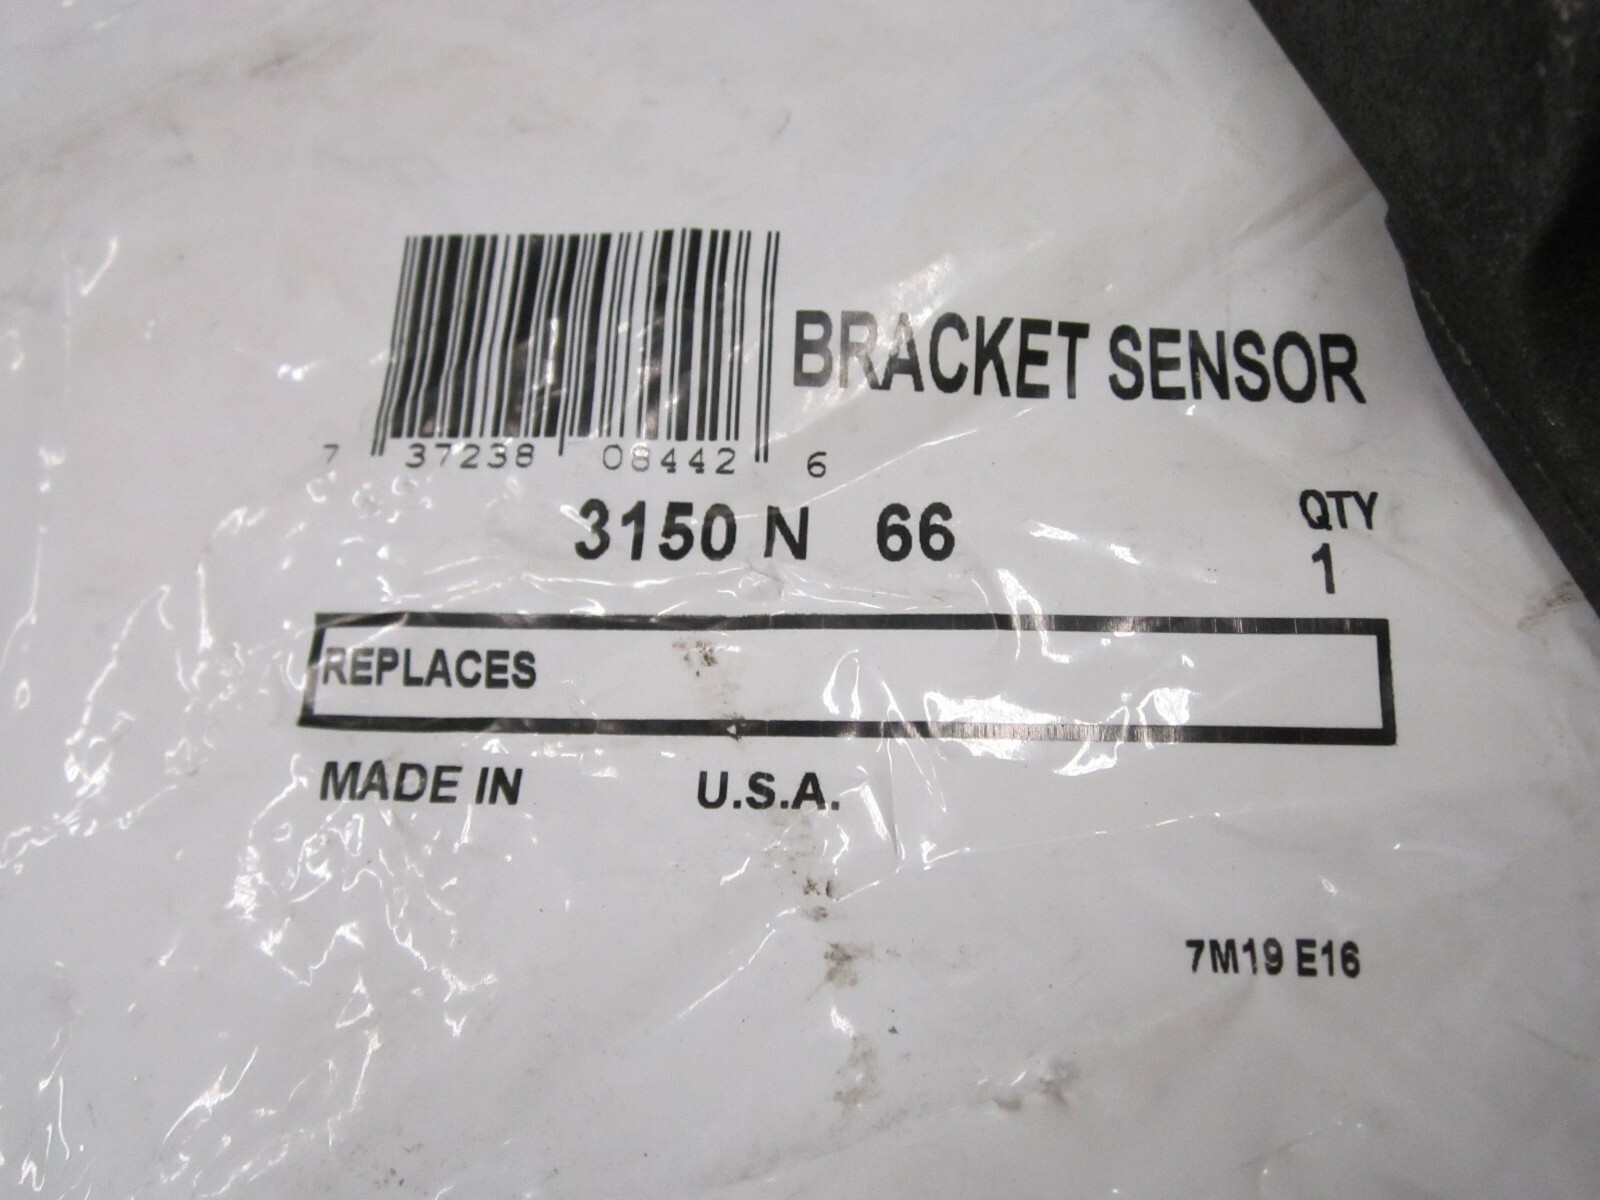 BRACKET SENSOR
7 37238 08442 6
3150 N 66
QTY
1
REPLACES
MADE IN U.S.A.
7M19 E16